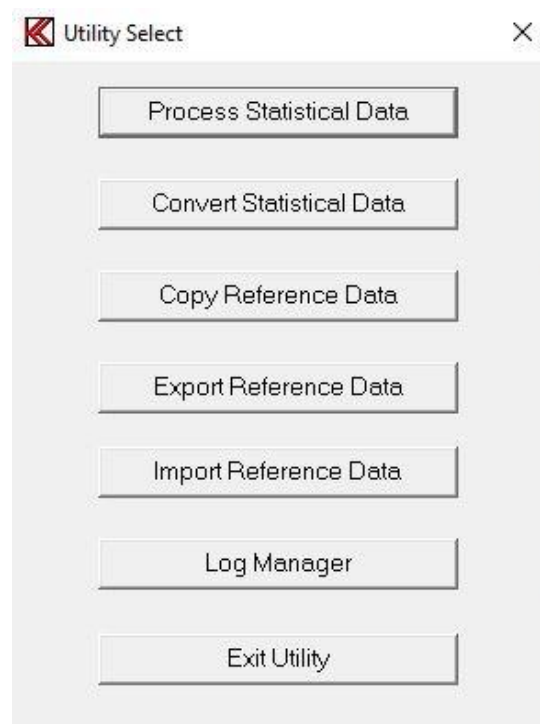 Utility Select
Process Statistical Data
Convert Statistical Data
Copy Reference Data
Export Reference Data
Import Reference Data
Log Manager
Exit Utility